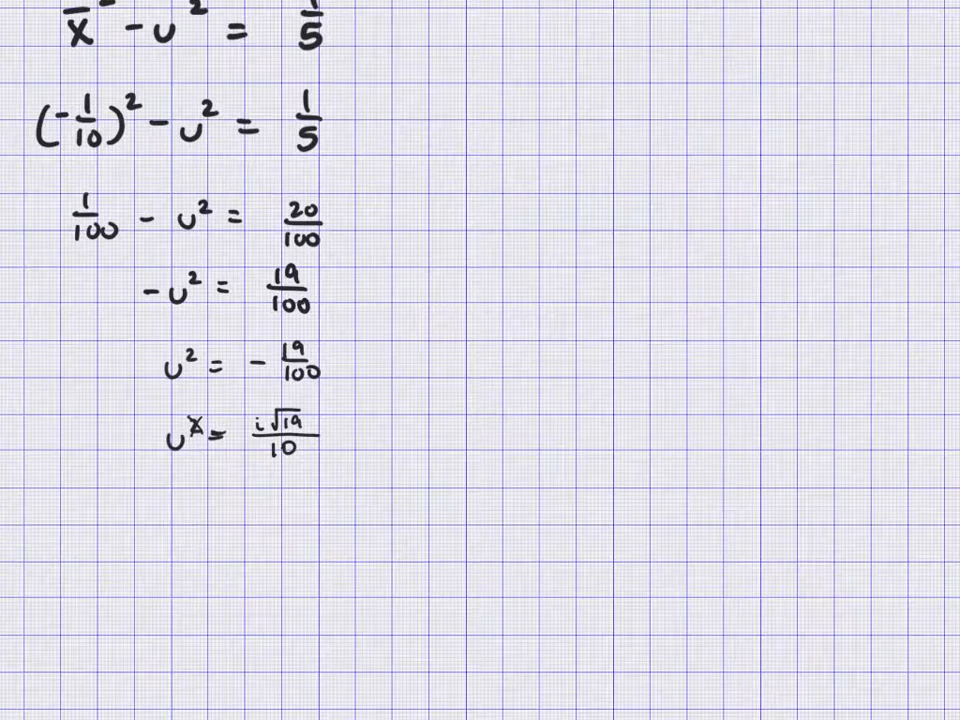 x̄² - u² = 1/5
(-1/10)² - u² = 1/5
1/100 - u² = 20/100
-u² = 19/100
u² = - 19/100
u = i√19/10